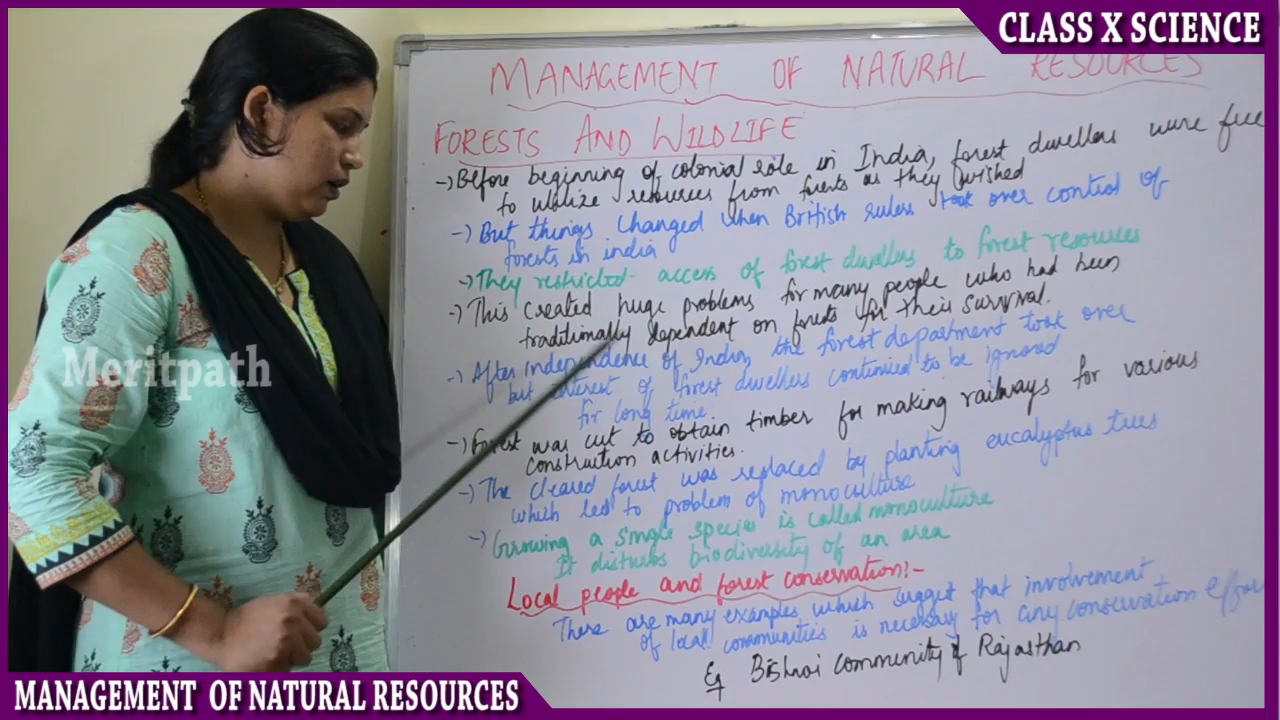 CLASS X SCIENCE
MANAGEMENT OF NATURAL RESOURCES
FORESTS AND WILDLIFE
-) Before beginning of colonial role in India, forest dwellers were free
to utilize resources from forests as they wished
-) But things changed when British rulers took over control of
forests in india
-) They restricted access of forest dwellers to forest resources
-) This created huge problems for many people who had been
traditionally dependent on forests for their survival.
-) After independence of India, the forest department took over
but interest of forest dwellers continued to be ignored
for long time.
-) Forest was cut to obtain timber for making railways for various
construction activities.
-) The cleared forest was replaced by planting eucalyptus trees
which led to problem of monoculture
-) Growing a single species is called monoculture
It disturbs biodiversity of an area
Local people and forest conservation:-
There are many examples which suggest that involvement
of local communities is necessary for any conservation effor
Eg Bishnoi community of Rajasthan
Meritpath
MANAGEMENT OF NATURAL RESOURCES